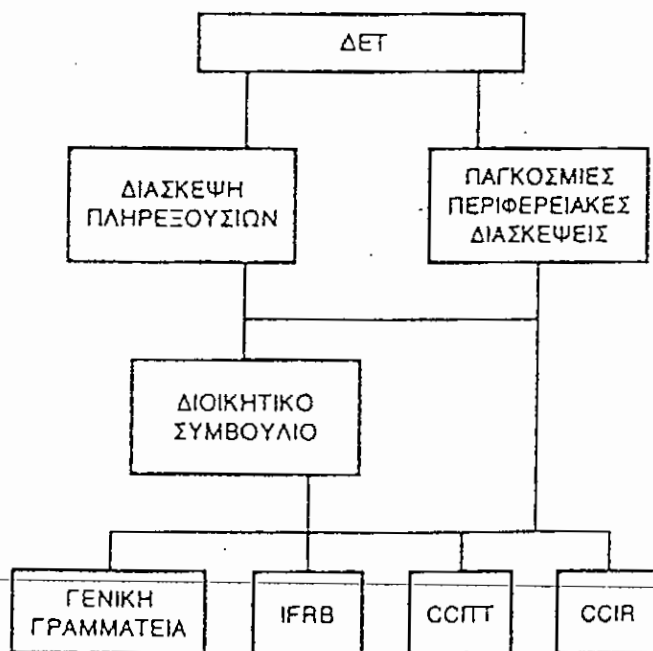 ΔΕΤ
ΔΙΑΣΚΕΨΗ
ΠΛΗΡΕΞΟΥΣΙΩΝ
ΠΑΓΚΟΣΜΙΕΣ
ΠΕΡΙΦΕΡΕΙΑΚΕΣ
ΔΙΑΣΚΕΨΕΙΣ
ΔΙΟΙΚΗΤΙΚΟ
ΣΥΜΒΟΥΛΙΟ
ΓΕΝΙΚΗ
ΓΡΑΜΜΑΤΕΙΑ
IFRB
CCITT
CCIR